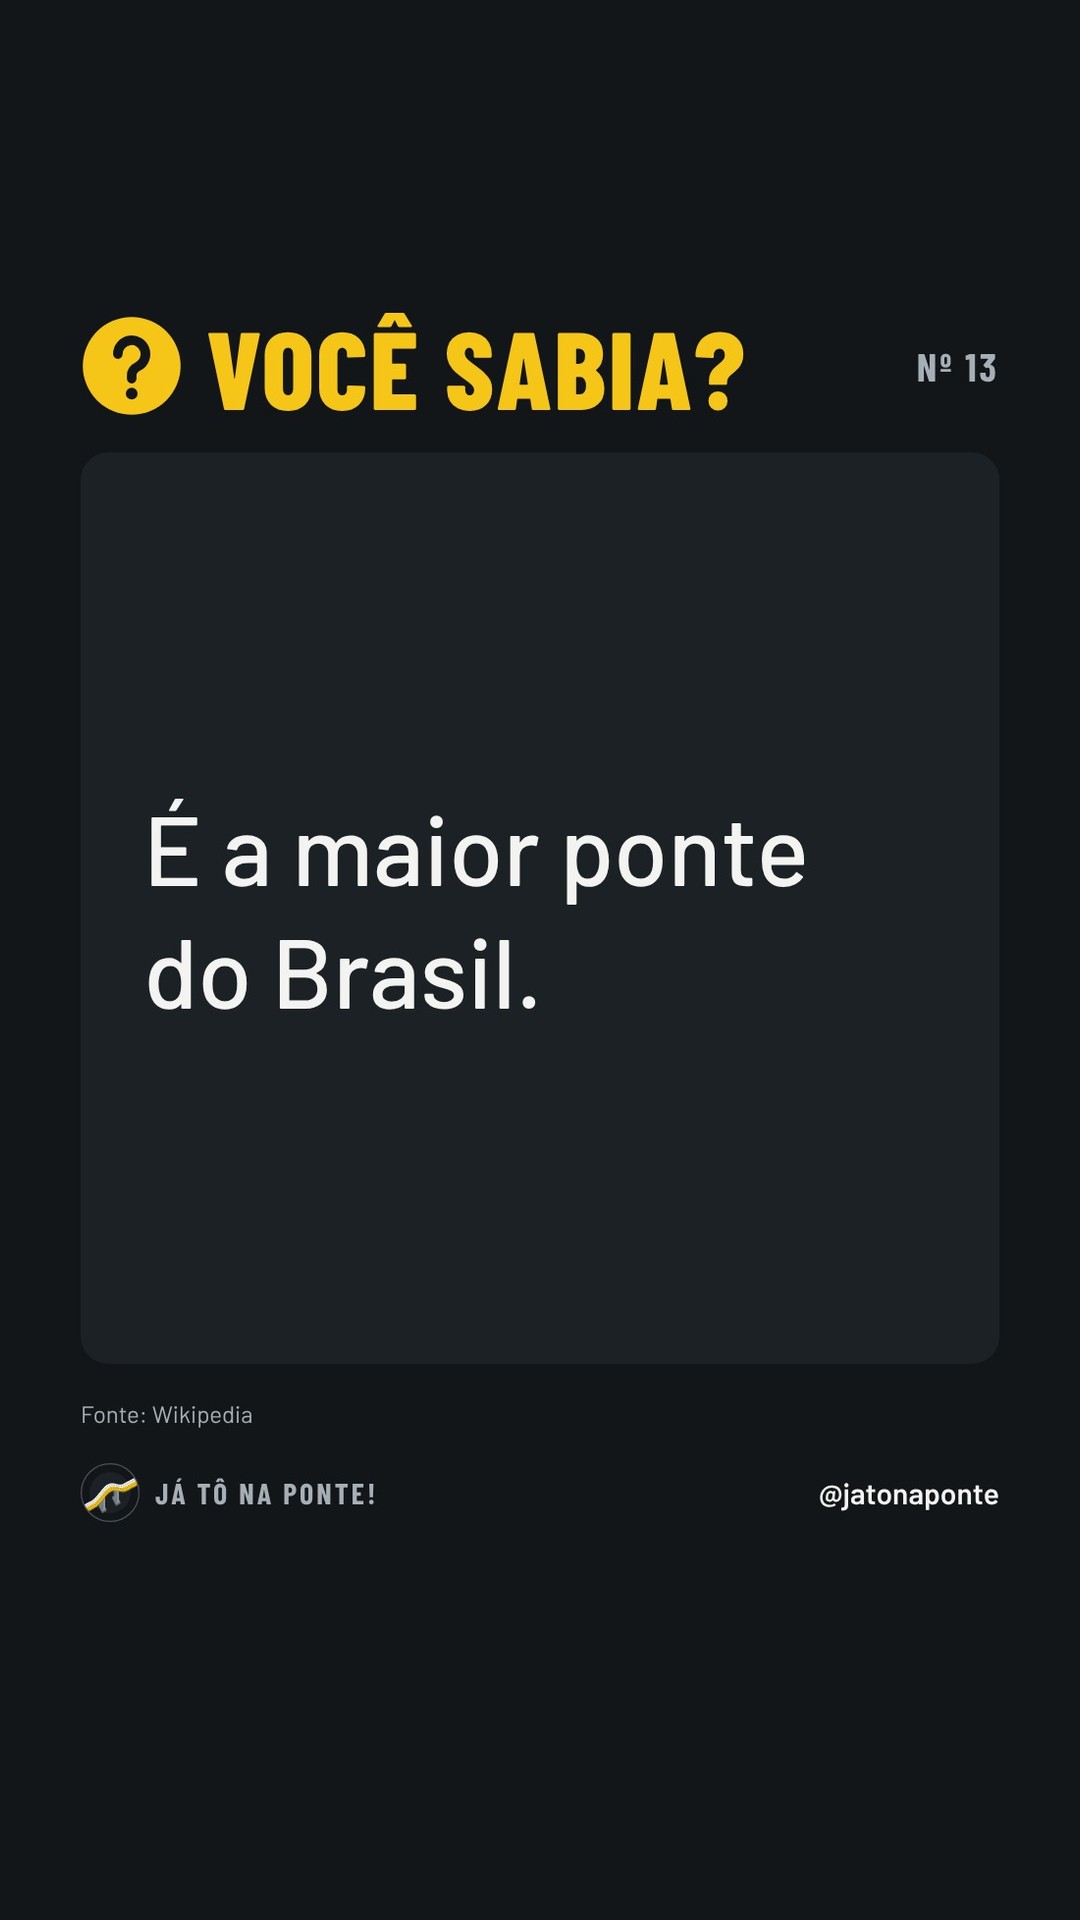 VOCÊ SABIA?
Nº 13
É a maior ponte
do Brasil.
Fonte: Wikipedia
JÁ TÔ NA PONTE!
@jatonaponte